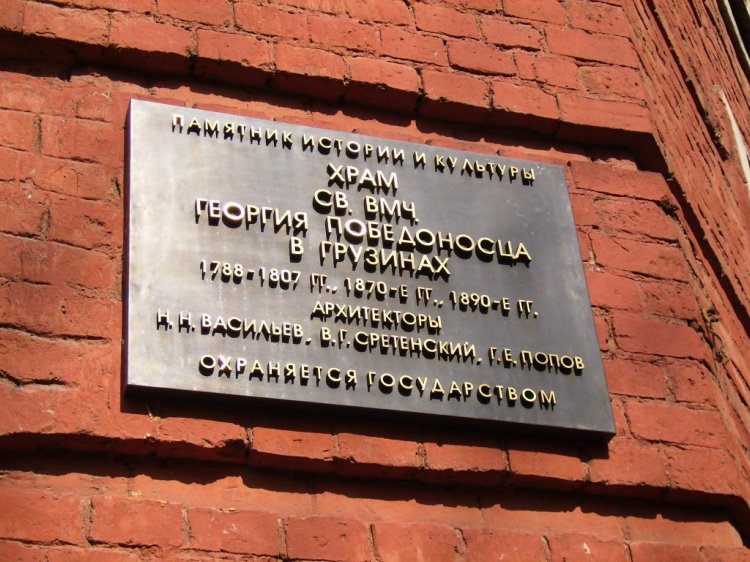 ПАМЯТНИК ИСТОРИИ И КУЛЬТУРЫ
ХРАМ
СВ. ВМЧ.
ГЕОРГИЯ ПОБЕДОНОСЦА
В ГРУЗИНАХ
1788-1807 ГГ., 1870-Е ГГ., 1890-Е ГГ.
АРХИТЕКТОРЫ
Н.Н. ВАСИЛЬЕВ, В.Г. СРЕТЕНСКИЙ, Г.Е. ПОПОВ
ОХРАНЯЕТСЯ ГОСУДАРСТВОМ